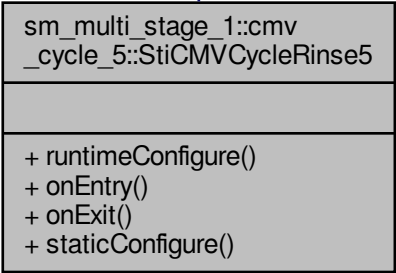 sm_multi_stage_1::cmv
_cycle_5::StiCMVCycleRinse5
+ runtimeConfigure()
+ onEntry()
+ onExit()
+ staticConfigure()